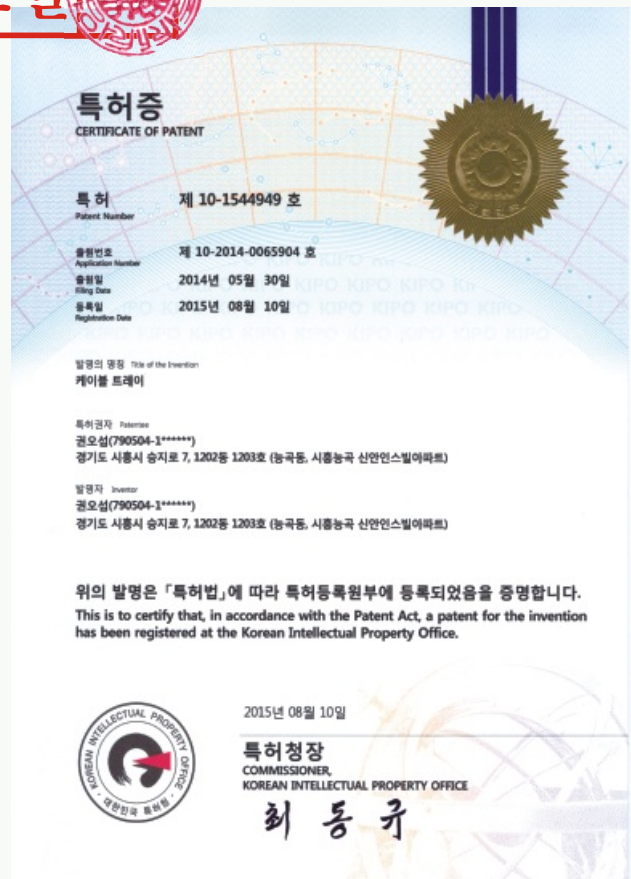 특허증
CERTIFICATE OF PATENT
특 허 제 10-1544949 호
Patent Number
출원번호 제 10-2014-0065904 호
Application Number
출원일 2014년 05월 30일
Filing Date
등록일 2015년 08월 10일
Registration Date
KIPO KIPO KIPO KIPO
발명의 명칭 Title of the Invention
케이블 트레이
특허권자 Patentee
권오섭(790504-1******)
경기도 시흥시 승지로 7, 1202동 1203호 (능곡동, 시흥능곡 신안인스빌아파트)
발명자 Inventor
권오섭(790504-1******)
경기도 시흥시 승지로 7, 1202동 1203호 (능곡동, 시흥능곡 신안인스빌아파트)
위의 발명은 「특허법」에 따라 특허등록원부에 등록되었음을 증명합니다.
This is to certify that, in accordance with the Patent Act, a patent for the invention
has been registered at the Korean Intellectual Property Office.
2015년 08월 10일
특허청장
COMMISSIONER,
KOREAN INTELLECTUAL PROPERTY OFFICE
최동규
KOREAN INTELLECTUAL PROPERTY OFFICE
대한민국 특허청